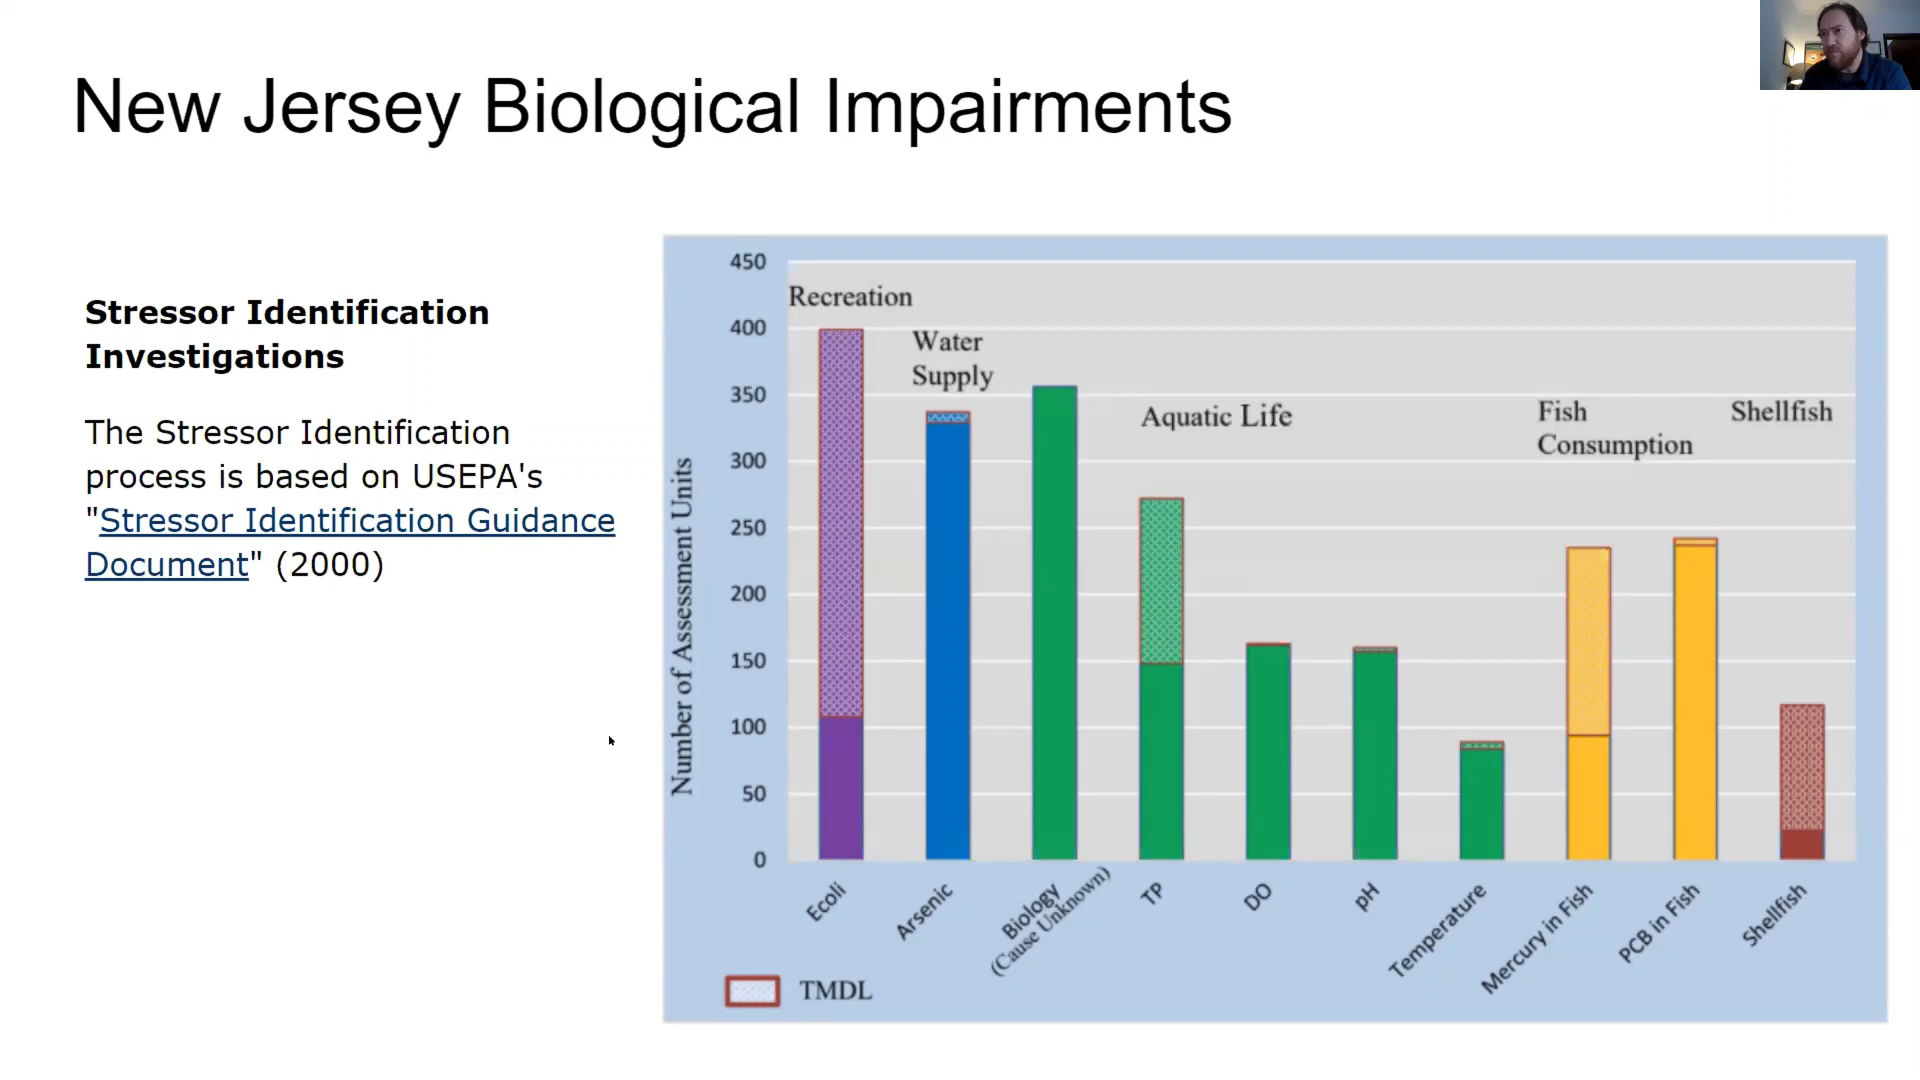 New Jersey Biological Impairments
Stressor Identification
Investigations
The Stressor Identification
process is based on USEPA's
"Stressor Identification Guidance
Document" (2000)
Number of Assessment Units
450
400
350
300
250
200
150
100
50
0
Recreation
Water
Supply
Aquatic Life
Fish
Consumption
Shellfish
Ecoli
Arsenic
Biology
(Cause Unknown)
TP
DO
pH
Temperature
Mercury in Fish
PCB in Fish
Shellfish
TMDL